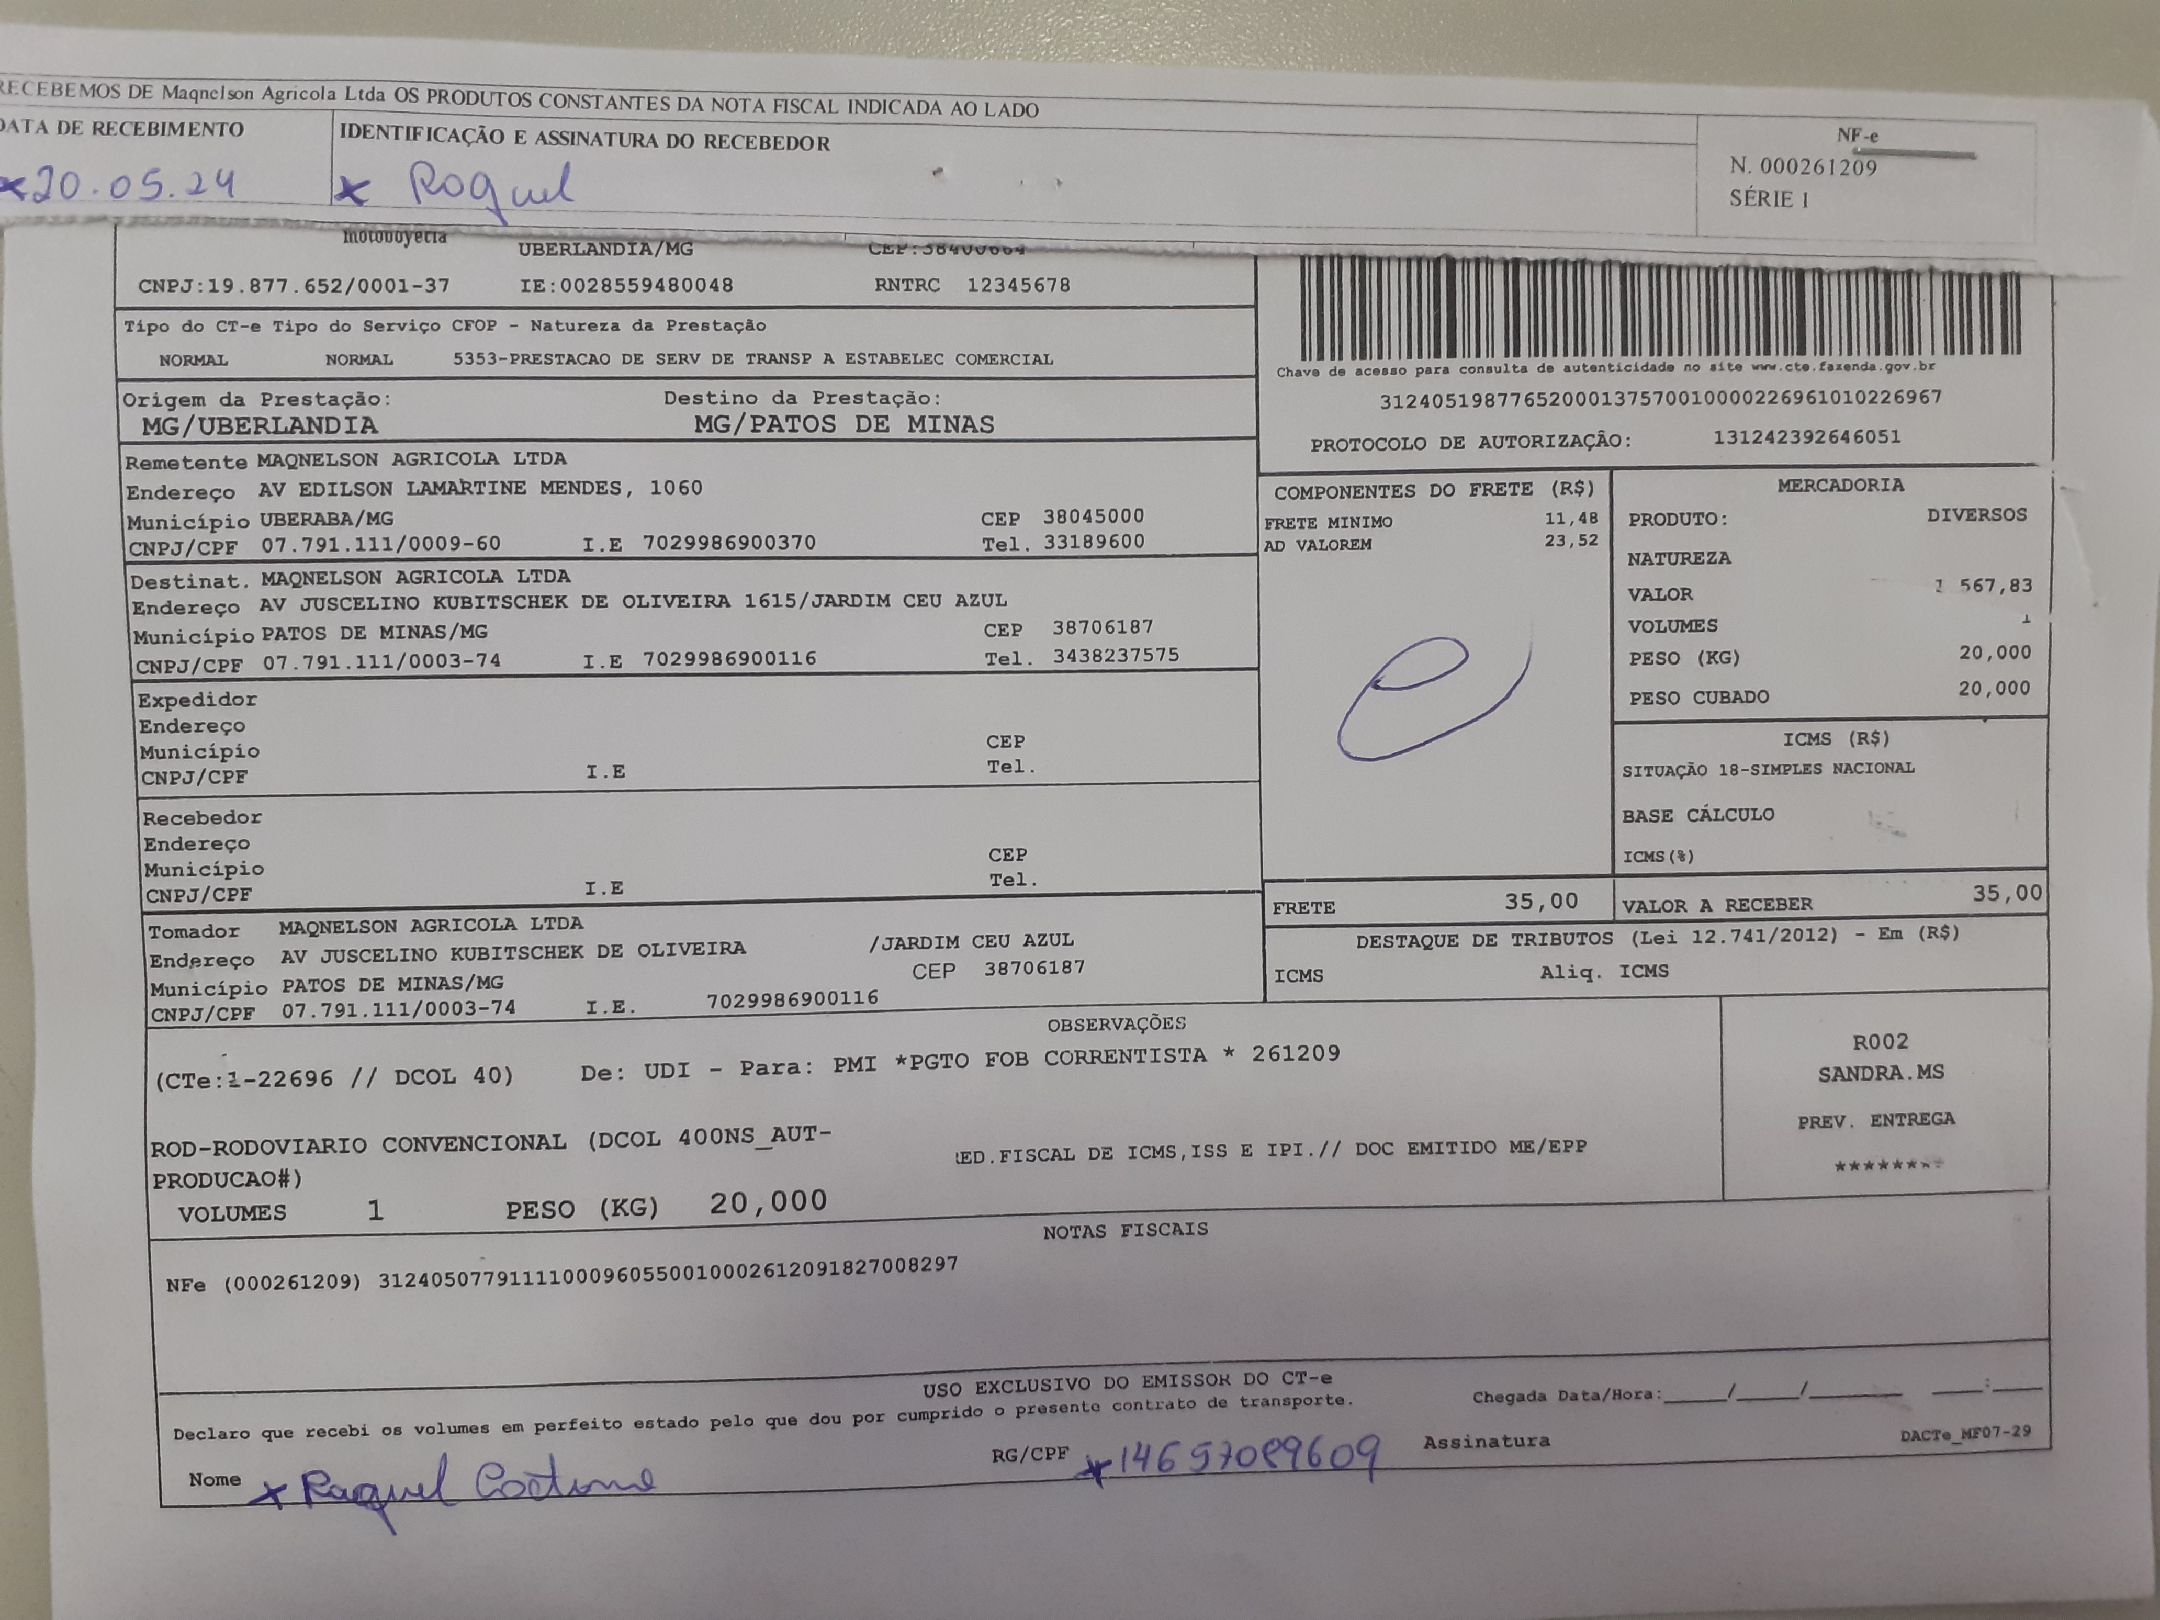 RECEBEMOS DE Maqnelson Agricola Ltda OS PRODUTOS CONSTANTES DA NOTA FISCAL INDICADA AO LADO
DATA DE RECEBIMENTO
IDENTIFICAÇÃO E ASSINATURA DO RECEBEDOR
NF-e
N. 000261209
SÉRIE 1
20.05.24
Raquel
UBERLANDIA/MG CEP:38400664
CNPJ:19.877.652/0001-37 IE:0028559480048 RNTRC 12345678
Tipo do CT-e Tipo do Serviço CFOP - Natureza da Prestação
NORMAL NORMAL 5353-PRESTACAO DE SERV DE TRANSP A ESTABELEC COMERCIAL
Chave de acesso para consulta de autenticidade no site www.cte.fazenda.gov.br
31240519877652000137570010000226961010226967
PROTOCOLO DE AUTORIZAÇÃO: 131242392646051
Origem da Prestação: Destino da Prestação:
MG/UBERLANDIA MG/PATOS DE MINAS
Remetente MAQNELSON AGRICOLA LTDA
Endereço AV EDILSON LAMARTINE MENDES, 1060
Município UBERABA/MG CEP 38045000
CNPJ/CPF 07.791.111/0009-60 I.E 7029986900370 Tel. 33189600
Destinat. MAQNELSON AGRICOLA LTDA
Endereço AV JUSCELINO KUBITSCHEK DE OLIVEIRA 1615/JARDIM CEU AZUL
Município PATOS DE MINAS/MG CEP 38706187
CNPJ/CPF 07.791.111/0003-74 I.E 7029986900116 Tel. 3438237575
Expedidor
Endereço
Município CEP
CNPJ/CPF I.E Tel.
Recebedor
Endereço
Município CEP
CNPJ/CPF I.E Tel.
Tomador MAQNELSON AGRICOLA LTDA
Endereço AV JUSCELINO KUBITSCHEK DE OLIVEIRA /JARDIM CEU AZUL
Município PATOS DE MINAS/MG CEP 38706187
CNPJ/CPF 07.791.111/0003-74 I.E. 7029986900116
COMPONENTES DO FRETE (R$)
FRETE MINIMO 11,48
AD VALOREM 23,52
MERCADORIA
PRODUTO: DIVERSOS
NATUREZA
VALOR 1 567,83
VOLUMES 1
PESO (KG) 20,000
PESO CUBADO 20,000
ICMS (R$)
SITUAÇÃO 18-SIMPLES NACIONAL
BASE CÁLCULO
ICMS(%)
FRETE 35,00 VALOR A RECEBER 35,00
DESTAQUE DE TRIBUTOS (Lei 12.741/2012) - Em (R$)
ICMS Aliq. ICMS
OBSERVAÇÕES
(CTe:1-22696 // DCOL 40) De: UDI - Para: PMI *PGTO FOB CORRENTISTA * 261209
ROD-RODOVIARIO CONVENCIONAL (DCOL 400NS_AUT-
PRODUCAO#)
ED.FISCAL DE ICMS,ISS E IPI.// DOC EMITIDO ME/EPP
VOLUMES 1 PESO (KG) 20,000
R002
SANDRA.MS
PREV. ENTREGA
********
NOTAS FISCAIS
NFe (000261209) 31240507791111000960550010002612091827008297
USO EXCLUSIVO DO EMISSOR DO CT-e
Declaro que recebi os volumes em perfeito estado pelo que dou por cumprido o presente contrato de transporte.
Chegada Data/Hora:____/____/______ ___:___
Nome Raquel RG/CPF 14697089609 Assinatura
DACTe_MF07-29